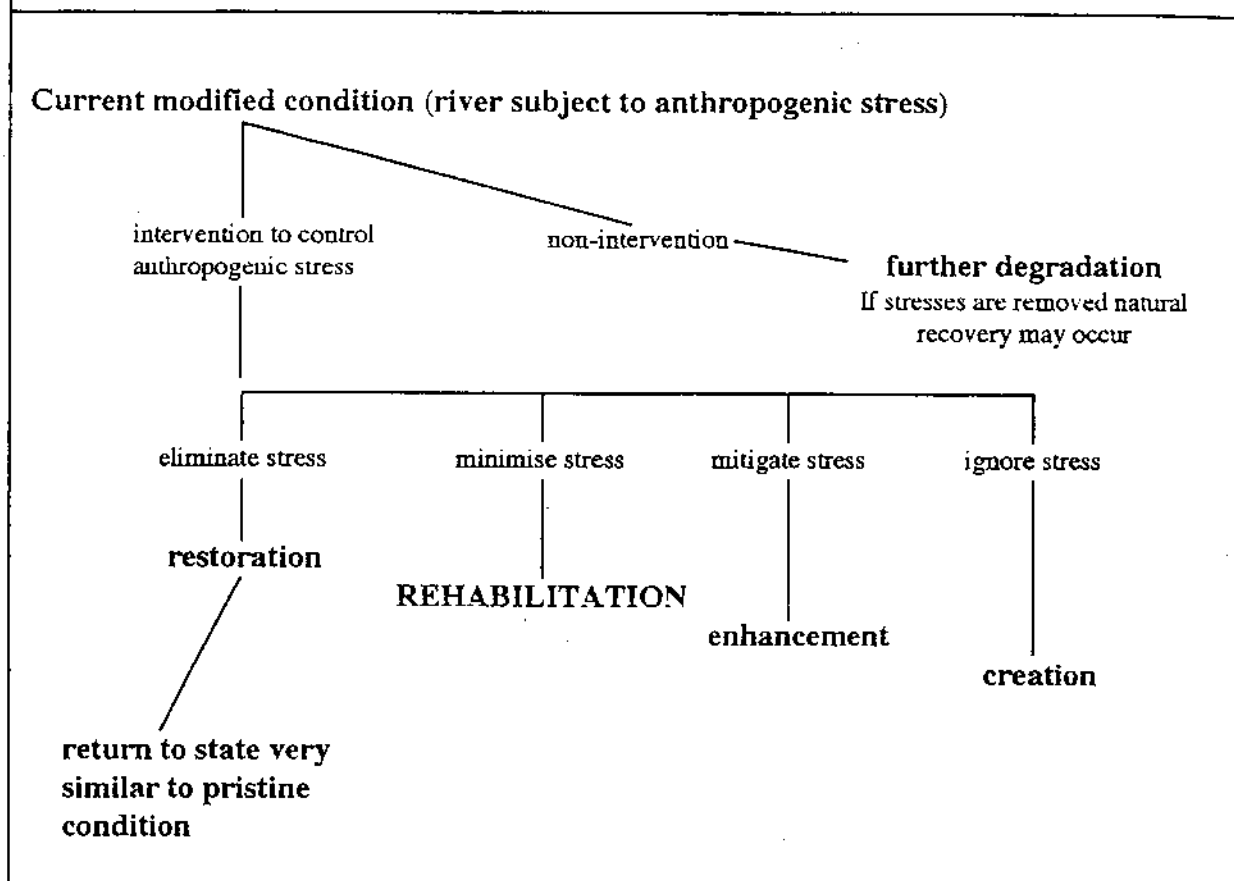 Current modified condition (river subject to anthropogenic stress)
intervention to control
anthropogenic stress
non-intervention
further degradation
If stresses are removed natural
recovery may occur
eliminate stress
minimise stress
mitigate stress
ignore stress
restoration
REHABILITATION
enhancement
creation
return to state very
similar to pristine
condition